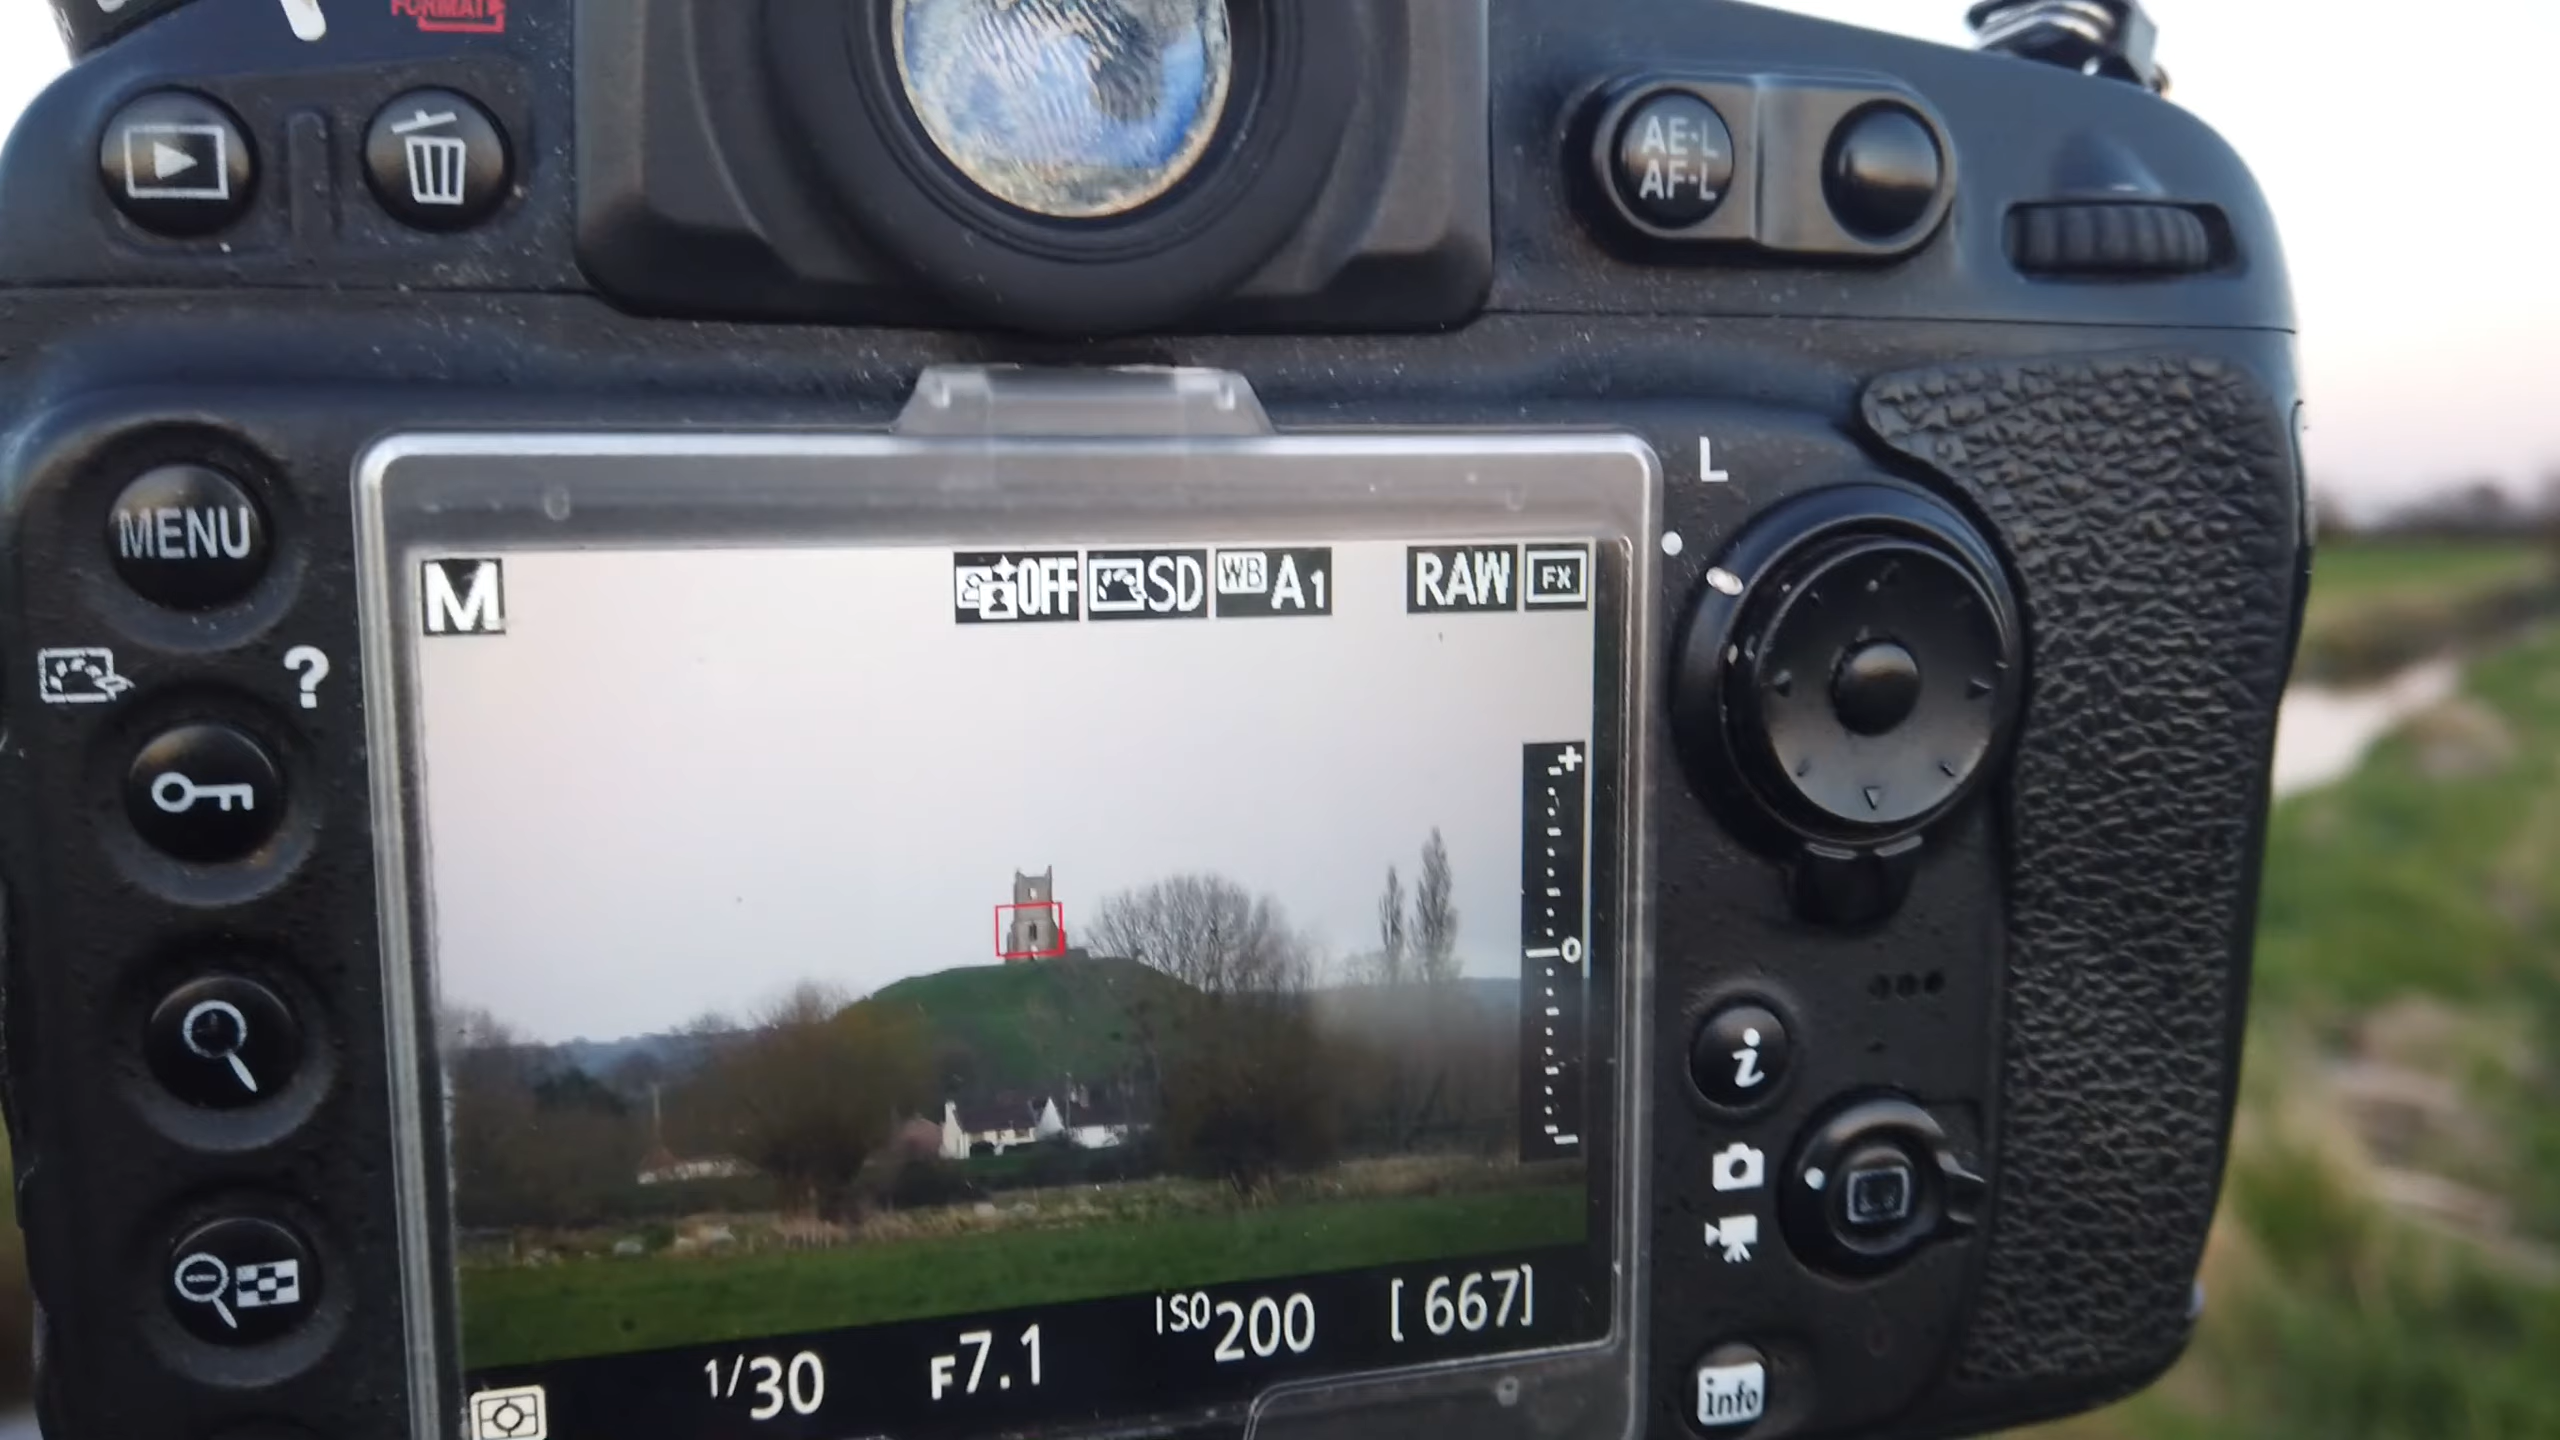 FORMAT
AE-L
AF-L
MENU
L
M
OFF
SD
WB A1
RAW
FX
?
+
0
-
i
1/30
F7.1
ISO 200
[ 667]
info